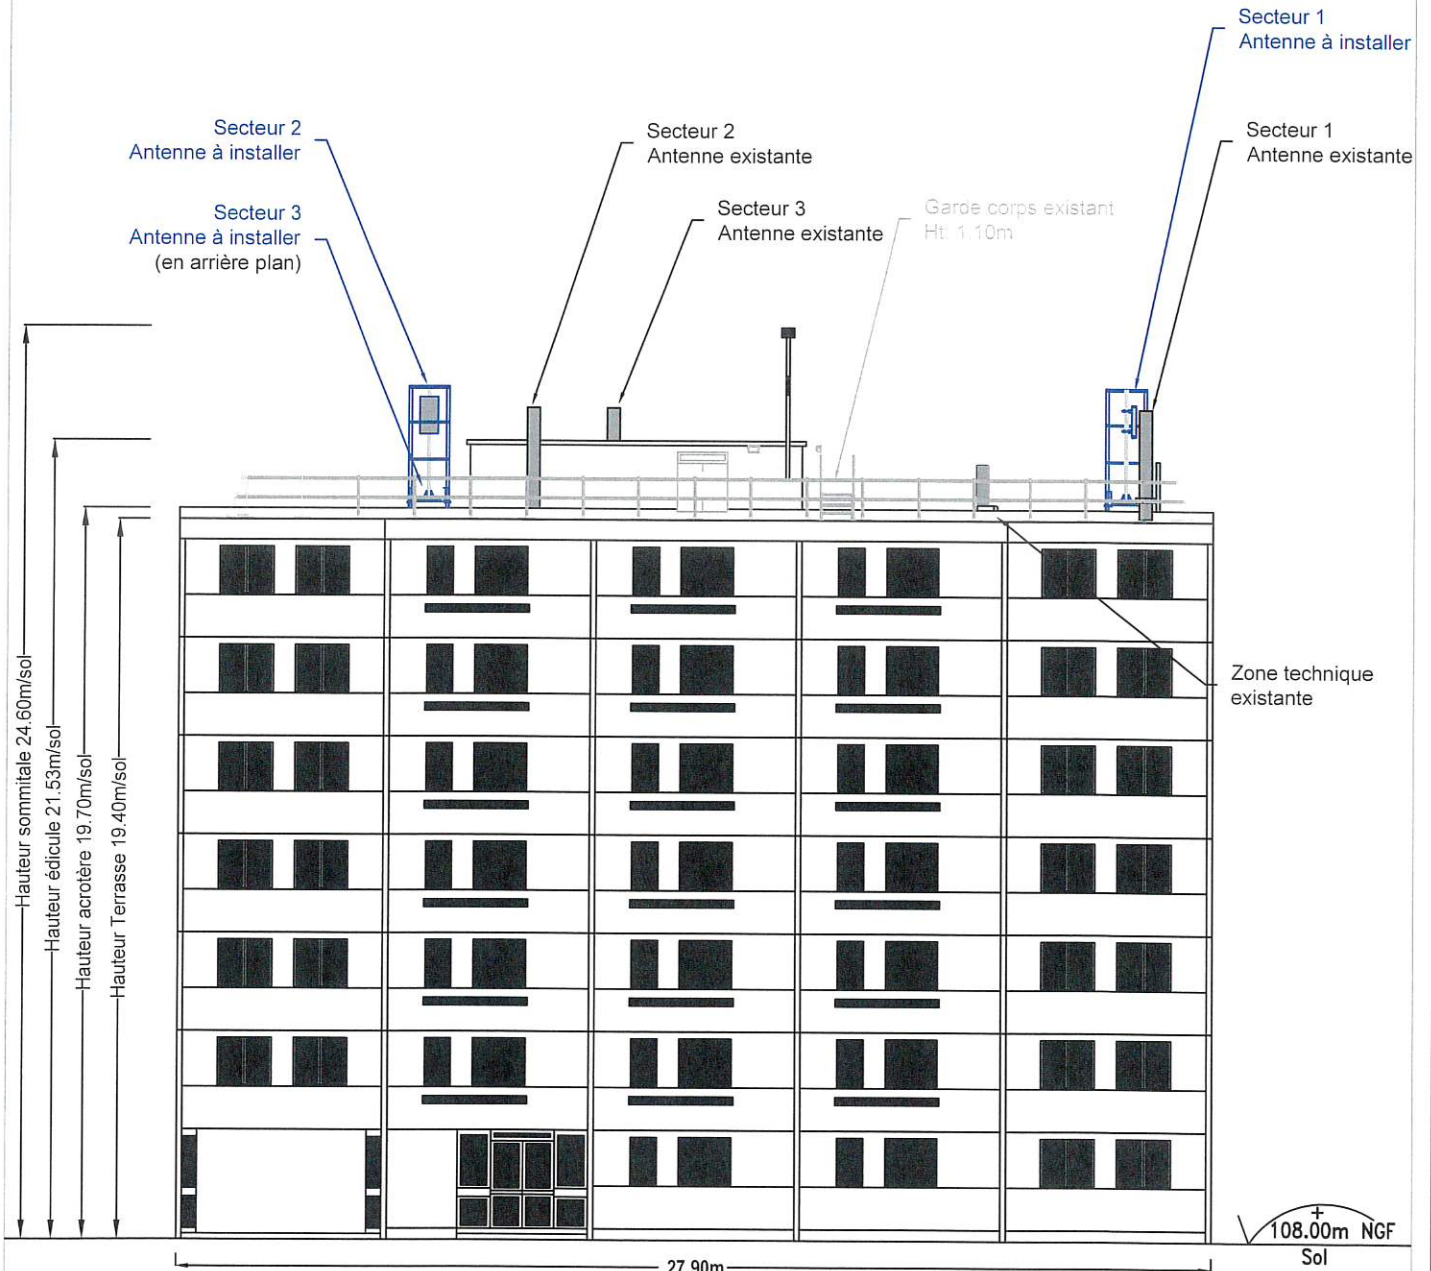 Secteur 1
Antenne à installer
Secteur 2
Antenne à installer
Secteur 2
Antenne existante
Secteur 1
Antenne existante
Secteur 3
Antenne à installer
(en arrière plan)
Secteur 3
Antenne existante
Garde corps existant
Ht: 1.10m
Hauteur sommitale 24.60m/sol
Hauteur édicule 21.53m/sol
Hauteur acrotère 19.70m/sol
Hauteur Terrasse 19.40m/sol
Zone technique
existante
108.00m NGF
Sol
27.90m